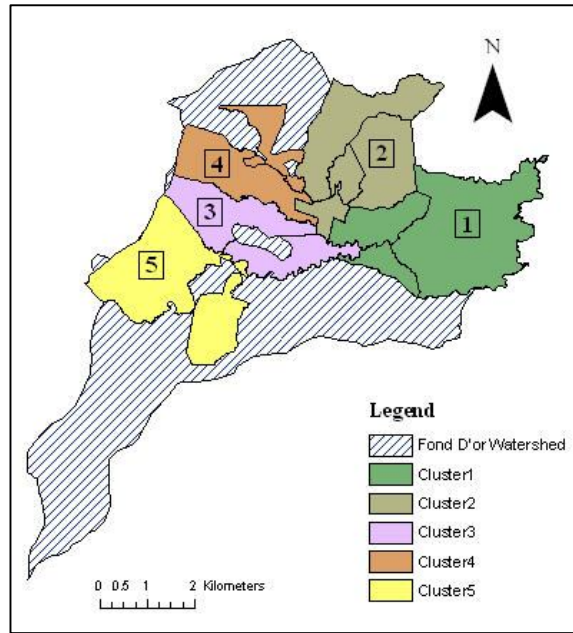 N
2
4
1
3
5
Legend
Fond D'or Watershed
Cluster1
Cluster2
Cluster3
Cluster4
Cluster5
0 0.5 1 2 Kilometers